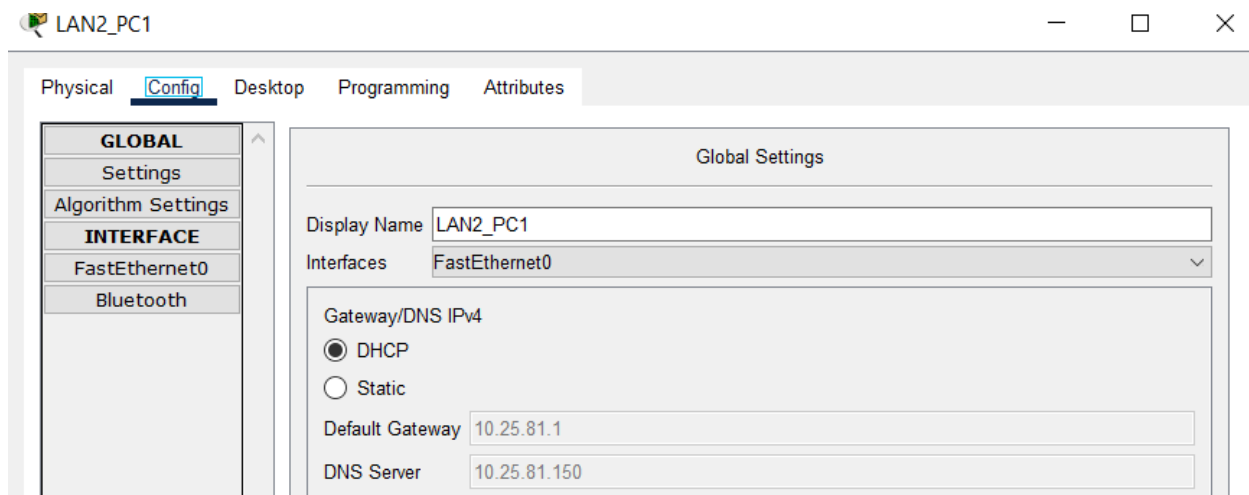 LAN2_PC1
Physical Config Desktop Programming Attributes
GLOBAL
Settings
Algorithm Settings
INTERFACE
FastEthernet0
Bluetooth
Global Settings
Display Name LAN2_PC1
Interfaces FastEthernet0
Gateway/DNS IPv4
DHCP
Static
Default Gateway 10.25.81.1
DNS Server 10.25.81.150